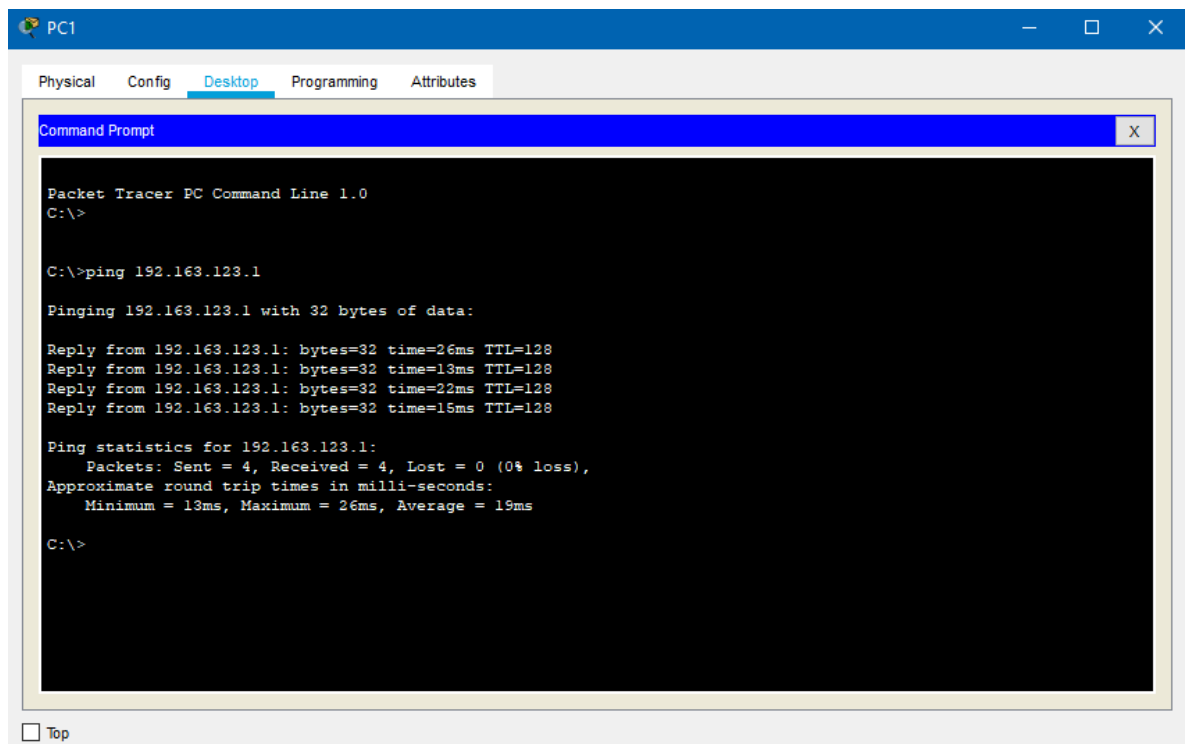 PC1
Physical Config Desktop Programming Attributes
Command Prompt X
Packet Tracer PC Command Line 1.0
C:\>
C:\>ping 192.163.123.1
Pinging 192.163.123.1 with 32 bytes of data:
Reply from 192.163.123.1: bytes=32 time=26ms TTL=128
Reply from 192.163.123.1: bytes=32 time=13ms TTL=128
Reply from 192.163.123.1: bytes=32 time=22ms TTL=128
Reply from 192.163.123.1: bytes=32 time=15ms TTL=128
Ping statistics for 192.163.123.1:
Packets: Sent = 4, Received = 4, Lost = 0 (0% loss),
Approximate round trip times in milli-seconds:
Minimum = 13ms, Maximum = 26ms, Average = 19ms
C:\>
Top